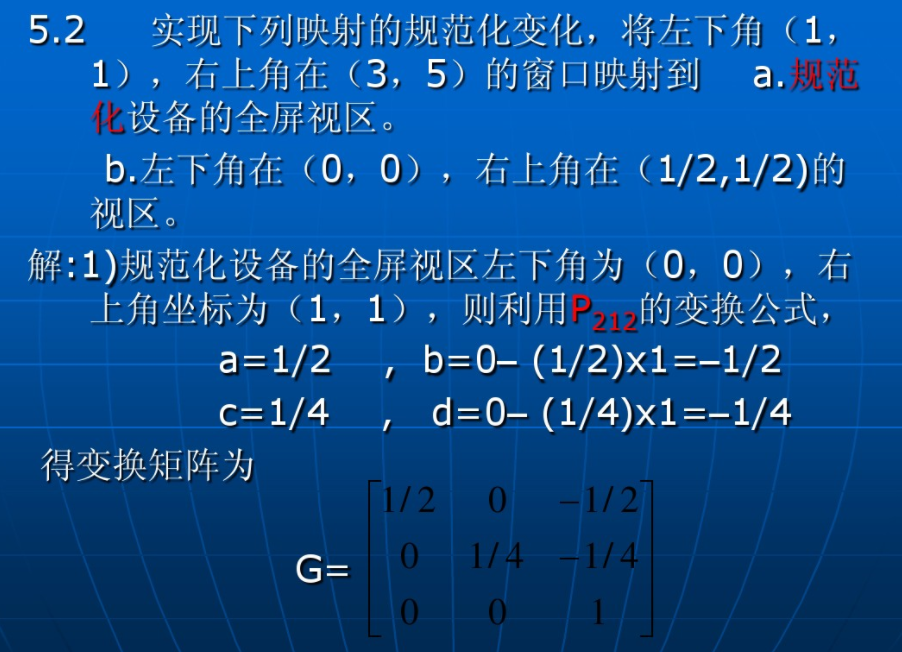 5.2 实现下列映射的规范化变化，将左下角（1，
1），右上角在（3，5）的窗口映射到 a.规范
化设备的全屏视区。
b.左下角在（0，0），右上角在（1/2,1/2)的
视区。
解:1)规范化设备的全屏视区左下角为（0，0），右
上角坐标为（1，1），则利用P212的变换公式，
a=1/2 , b=0– (1/2)x1=–1/2
c=1/4 , d=0– (1/4)x1=–1/4
得变换矩阵为
1/2 0 −1/2
G= 0 1/4 −1/4
0 0 1